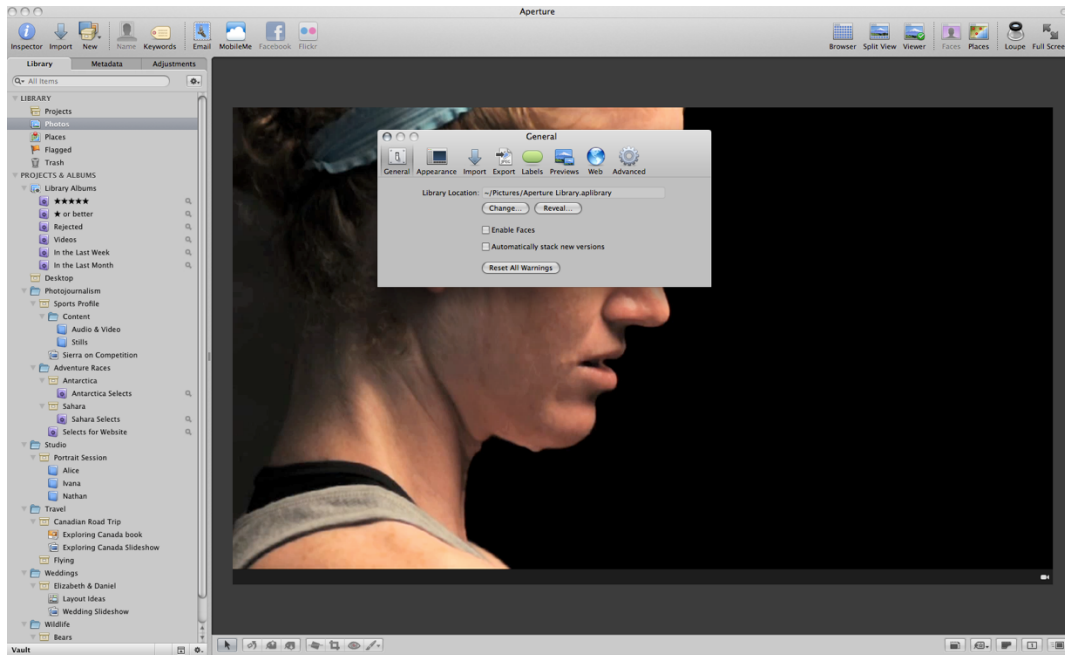 Aperture
Inspector Import New Name Keywords Email MobileMe Facebook Flickr Browser Split View Viewer Faces Places Loupe Full Scree
Library Metadata Adjustments
All Items
LIBRARY
Projects
Photos
Places
Flagged
Trash
PROJECTS & ALBUMS
Library Albums
★★★★★
★ or better
Rejected
Videos
In the Last Week
In the Last Month
Desktop
Photojournalism
Sports Profile
Content
Audio & Video
Stills
Sierra on Competition
Adventure Races
Antarctica
Antarctica Selects
Sahara
Sahara Selects
Selects for Website
Studio
Portrait Session
Alice
Ivana
Nathan
Travel
Canadian Road Trip
Exploring Canada book
Exploring Canada Slideshow
Flying
Weddings
Elizabeth & Daniel
Layout Ideas
Wedding Slideshow
Wildlife
Bears
Vault
General
General Appearance Import Export Labels Previews Web Advanced
Library Location: ~/Pictures/Aperture Library.aplibrary
Change... Reveal...
Enable Faces
Automatically stack new versions
Reset All Warnings